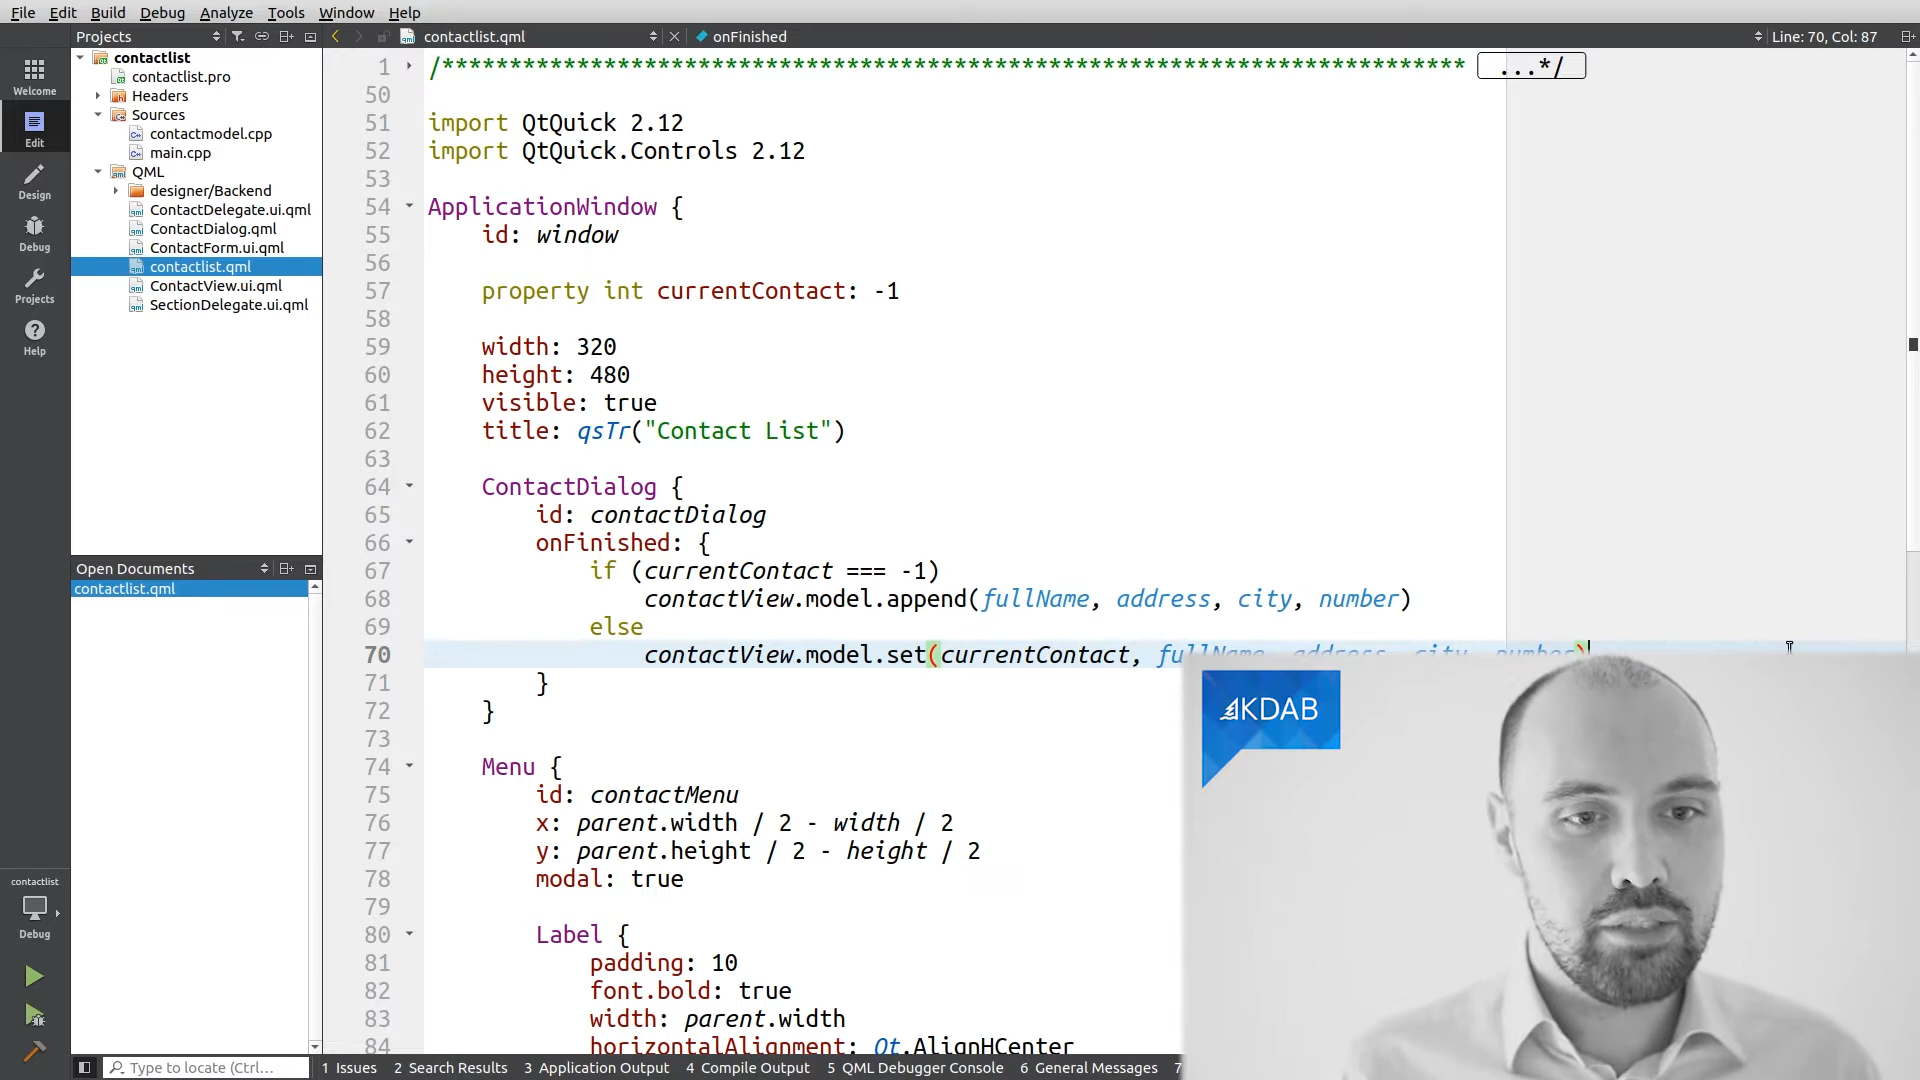 File Edit Build Debug Analyze Tools Window Help
Projects
contactlist.qml
onFinished
Line: 70, Col: 87
Welcome
Edit
Design
Debug
Projects
Help
contactlist
contactlist.pro
Headers
Sources
contactmodel.cpp
main.cpp
QML
designer/Backend
ContactDelegate.ui.qml
ContactDialog.qml
ContactForm.ui.qml
contactlist.qml
ContactView.ui.qml
SectionDelegate.ui.qml
Open Documents
contactlist.qml
contactlist
Debug
1 /**************************************************************************** ...*/
50
51 import QtQuick 2.12
52 import QtQuick.Controls 2.12
53
54 ApplicationWindow {
55 id: window
56
57 property int currentContact: -1
58
59 width: 320
60 height: 480
61 visible: true
62 title: qsTr("Contact List")
63
64 ContactDialog {
65 id: contactDialog
66 onFinished: {
67 if (currentContact === -1)
68 contactView.model.append(fullName, address, city, number)
69 else
70 contactView.model.set(currentContact, fullName, address, city, number)
71 }
72 }
73
74 Menu {
75 id: contactMenu
76 x: parent.width / 2 - width / 2
77 y: parent.height / 2 - height / 2
78 modal: true
79
80 Label {
81 padding: 10
82 font.bold: true
83 width: parent.width
84 horizontalAlignment: Qt.AlignHCenter
KDAB
Type to locate (Ctrl...
1 Issues 2 Search Results 3 Application Output 4 Compile Output 5 QML Debugger Console 6 General Messages 7